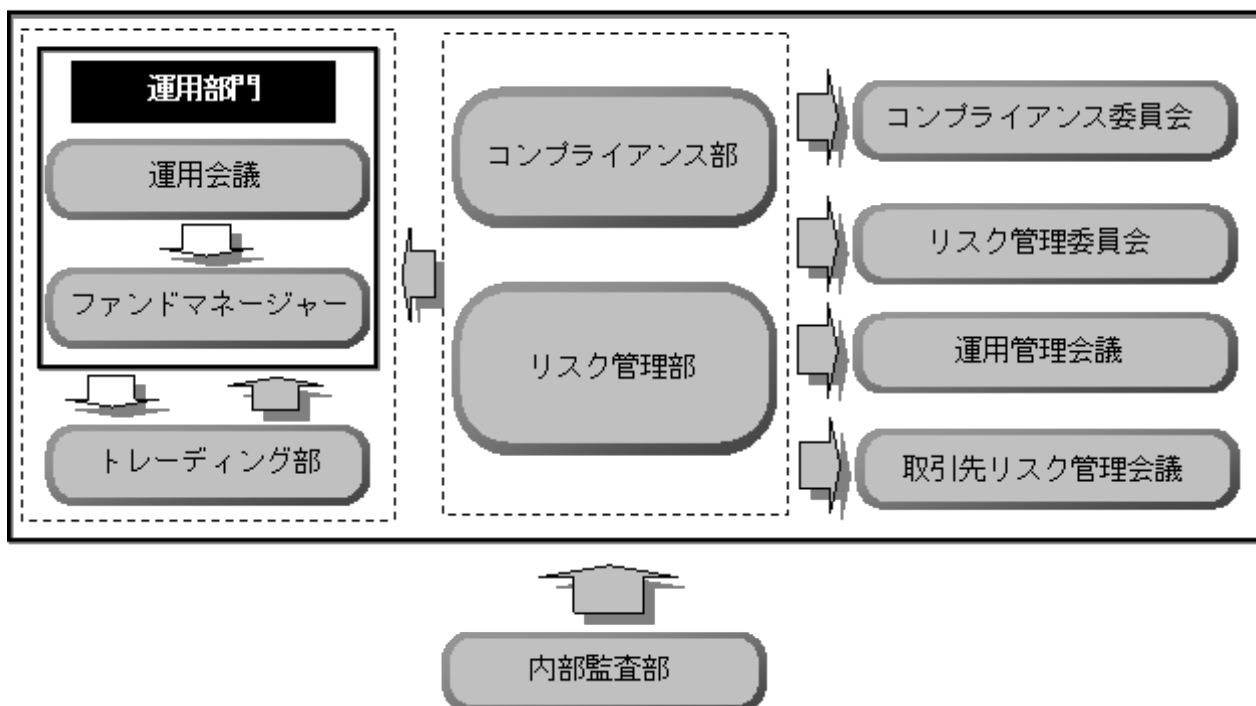 運用部門
運用会議
ファンドマネージャー
トレーディング部
コンプライアンス部
リスク管理部
コンプライアンス委員会
リスク管理委員会
運用管理会議
取引先リスク管理会議
内部監査部